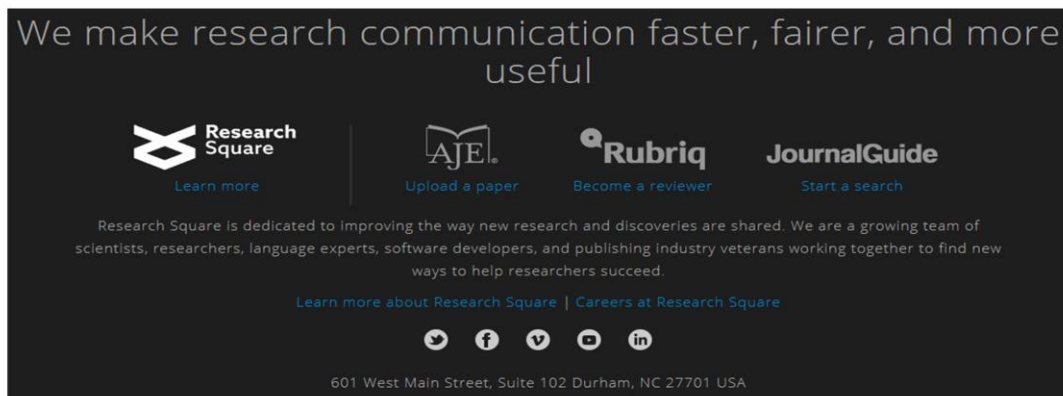 We make research communication faster, fairer, and more
useful
Research
Square
AJE®
Rubriq
JournalGuide
Learn more
Upload a paper
Become a reviewer
Start a search
Research Square is dedicated to improving the way new research and discoveries are shared. We are a growing team of
scientists, researchers, language experts, software developers, and publishing industry veterans working together to find new
ways to help researchers succeed.
Learn more about Research Square | Careers at Research Square
601 West Main Street, Suite 102 Durham, NC 27701 USA